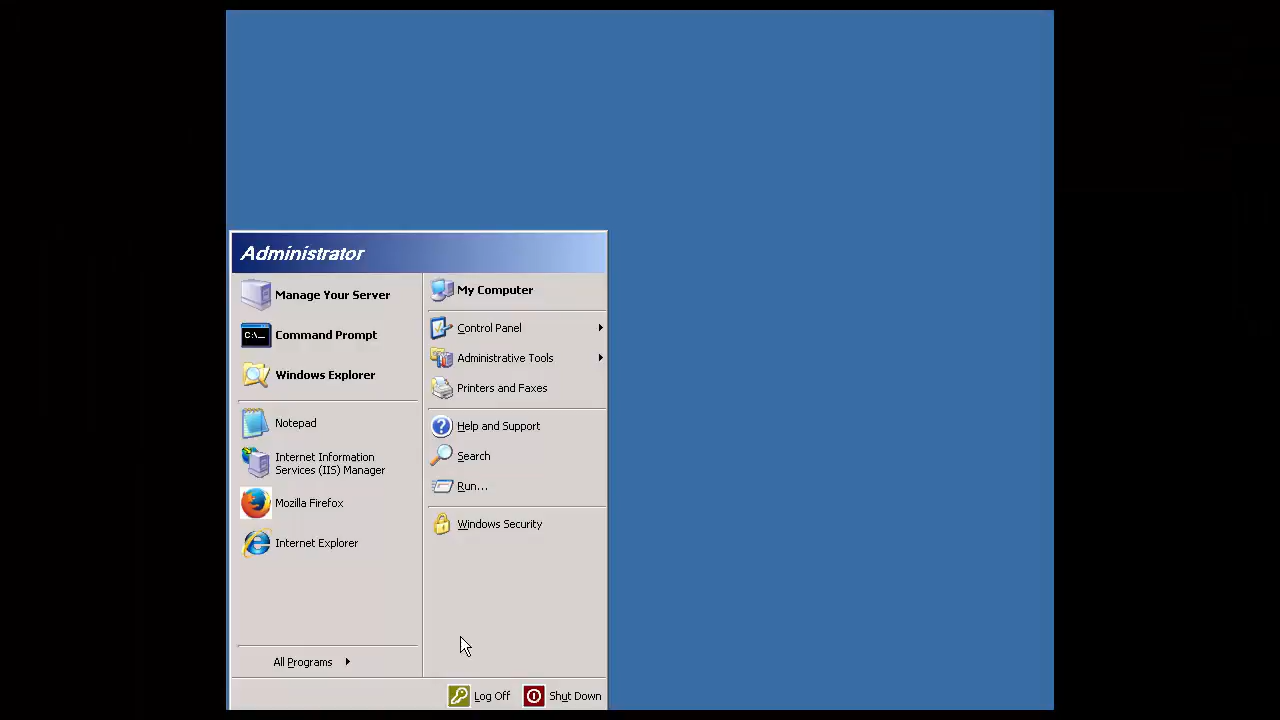 Administrator
Manage Your Server
Command Prompt
Windows Explorer
Notepad
Internet Information
Services (IIS) Manager
Mozilla Firefox
Internet Explorer
All Programs
My Computer
Control Panel
Administrative Tools
Printers and Faxes
Help and Support
Search
Run...
Windows Security
Log Off
Shut Down